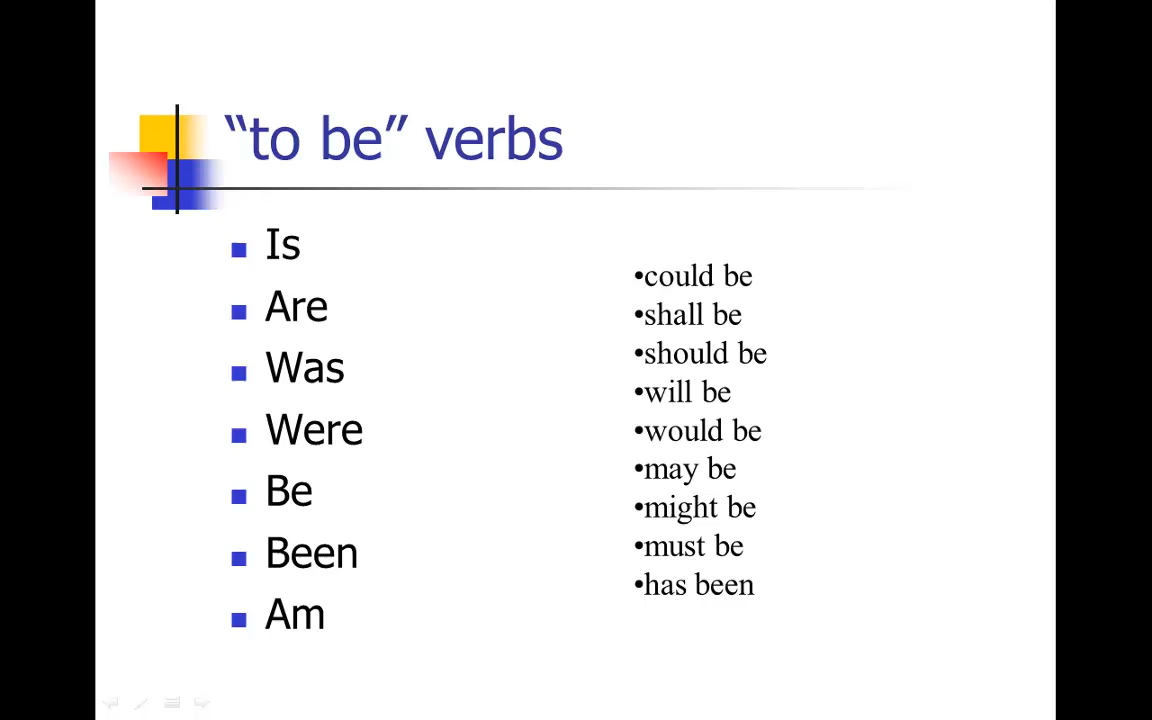 “to be” verbs
■ Is
■ Are
■ Was
■ Were
■ Be
■ Been
■ Am
•could be
•shall be
•should be
•will be
•would be
•may be
•might be
•must be
•has been